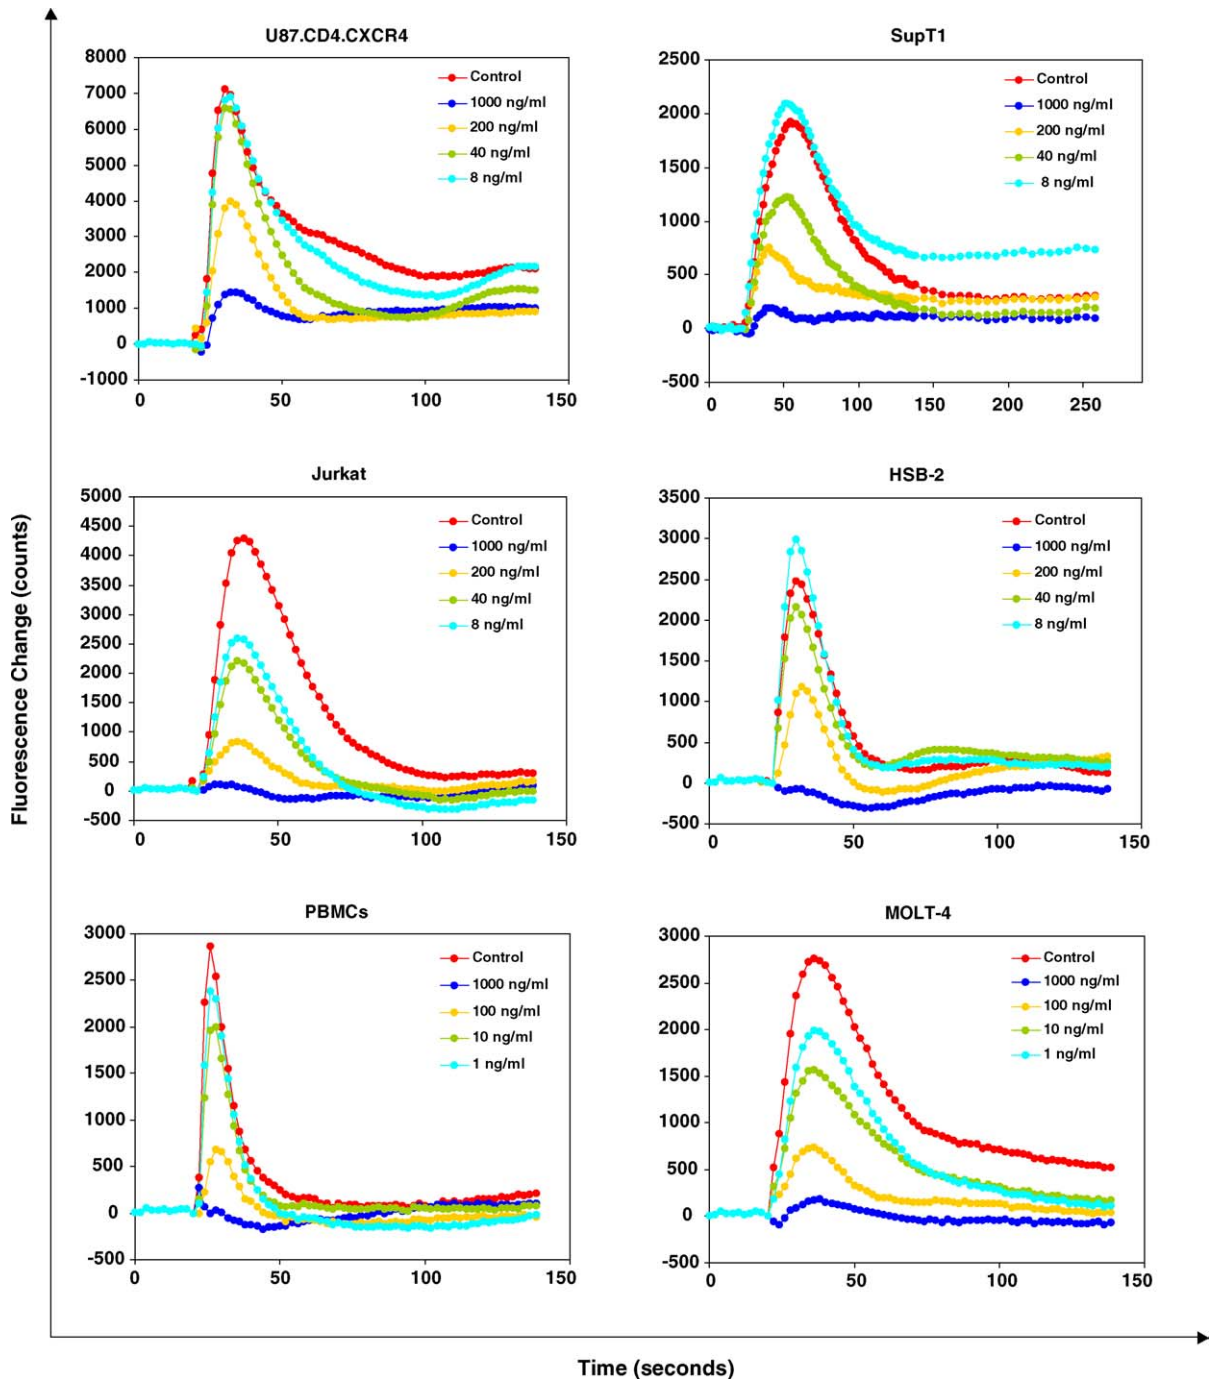 U87.CD4.CXCR4
8000
7000
6000
5000
4000
3000
2000
1000
0
-1000
0 50 100 150
Control
1000 ng/ml
200 ng/ml
40 ng/ml
8 ng/ml
SupT1
2500
2000
1500
1000
500
0
-500
0 50 100 150 200 250
Control
1000 ng/ml
200 ng/ml
40 ng/ml
8 ng/ml
Jurkat
5000
4500
4000
3500
3000
2500
2000
1500
1000
500
0
-500
0 50 100 150
Control
1000 ng/ml
200 ng/ml
40 ng/ml
8 ng/ml
HSB-2
3500
3000
2500
2000
1500
1000
500
0
-500
0 50 100 150
Control
1000 ng/ml
200 ng/ml
40 ng/ml
8 ng/ml
PBMCs
3000
2500
2000
1500
1000
500
0
-500
0 50 100 150
Control
1000 ng/ml
100 ng/ml
10 ng/ml
1 ng/ml
MOLT-4
3000
2500
2000
1500
1000
500
0
-500
0 50 100 150
Control
1000 ng/ml
100 ng/ml
10 ng/ml
1 ng/ml
Fluorescence Change (counts)
Time (seconds)